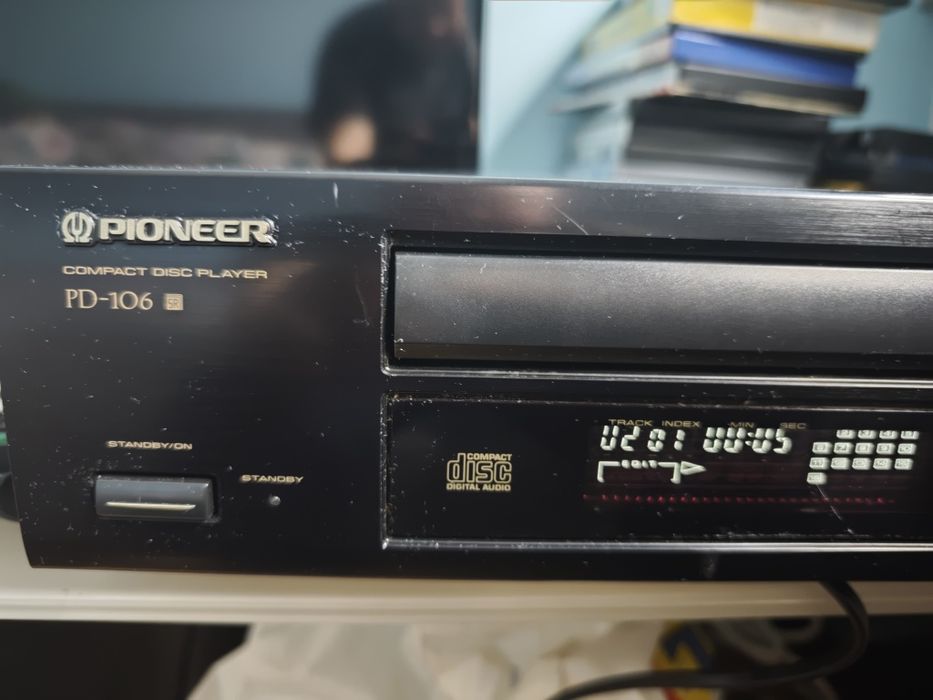 PIONEER
COMPACT DISC PLAYER
PD-106 SR
STANDBY/ON
STANDBY
COMPACT
disc
DIGITAL AUDIO
TRACK INDEX MIN SEC
02 01 00:05